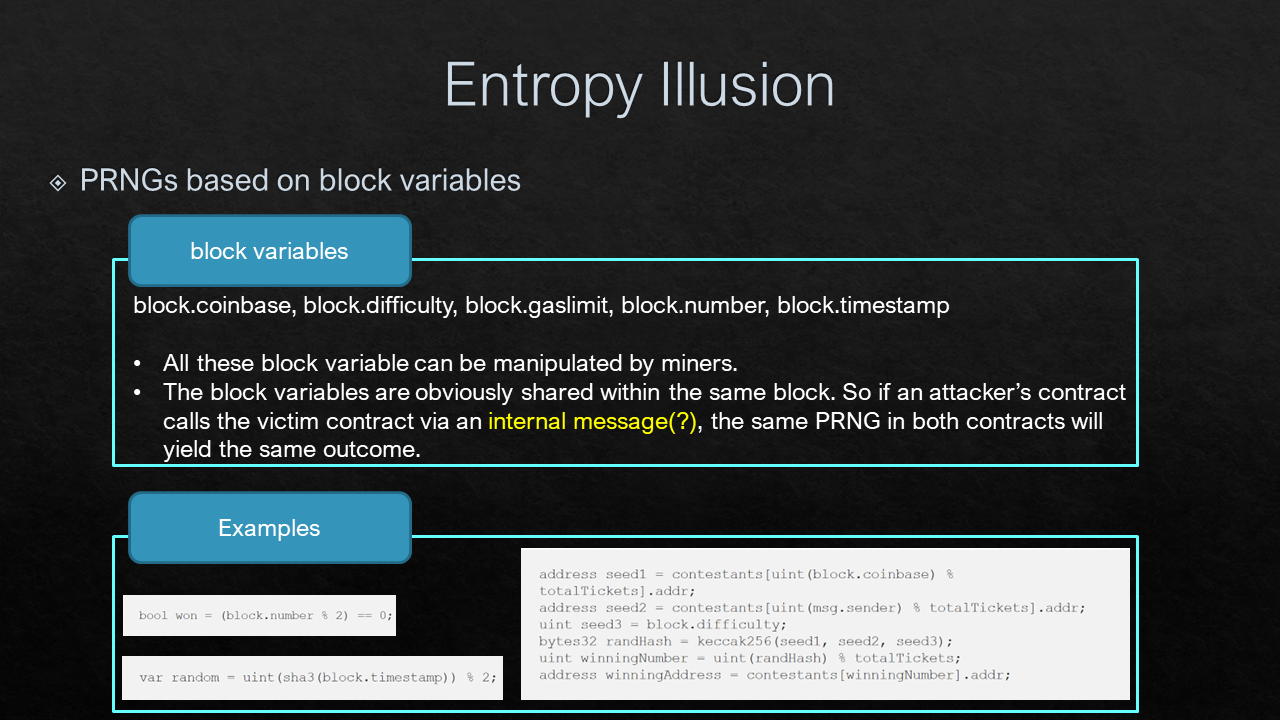 Entropy Illusion
PRNGs based on block variables
block variables
block.coinbase, block.difficulty, block.gaslimit, block.number, block.timestamp
• All these block variable can be manipulated by miners.
• The block variables are obviously shared within the same block. So if an attacker’s contract
calls the victim contract via an internal message(?), the same PRNG in both contracts will
yield the same outcome.
Examples
bool won = (block.number % 2) == 0;
var random = uint(sha3(block.timestamp)) % 2;
address seed1 = contestants[uint(block.coinbase) %
totalTickets].addr;
address seed2 = contestants[uint(msg.sender) % totalTickets].addr;
uint seed3 = block.difficulty;
bytes32 randHash = keccak256(seed1, seed2, seed3);
uint winningNumber = uint(randHash) % totalTickets;
address winningAddress = contestants[winningNumber].addr;